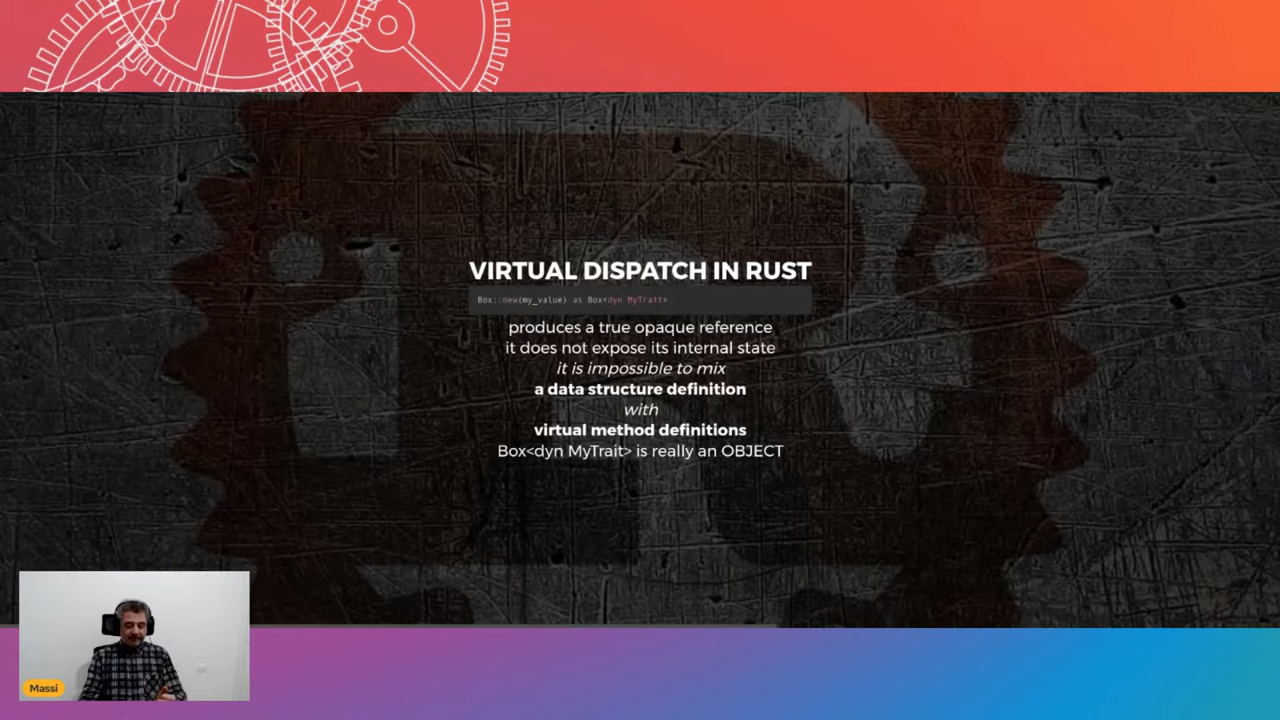 VIRTUAL DISPATCH IN RUST
Box::new(my_value) as Box<dyn MyTrait>
produces a true opaque reference
it does not expose its internal state
it is impossible to mix
a data structure definition
with
virtual method definitions
Box<dyn MyTrait> is really an OBJECT
Massi